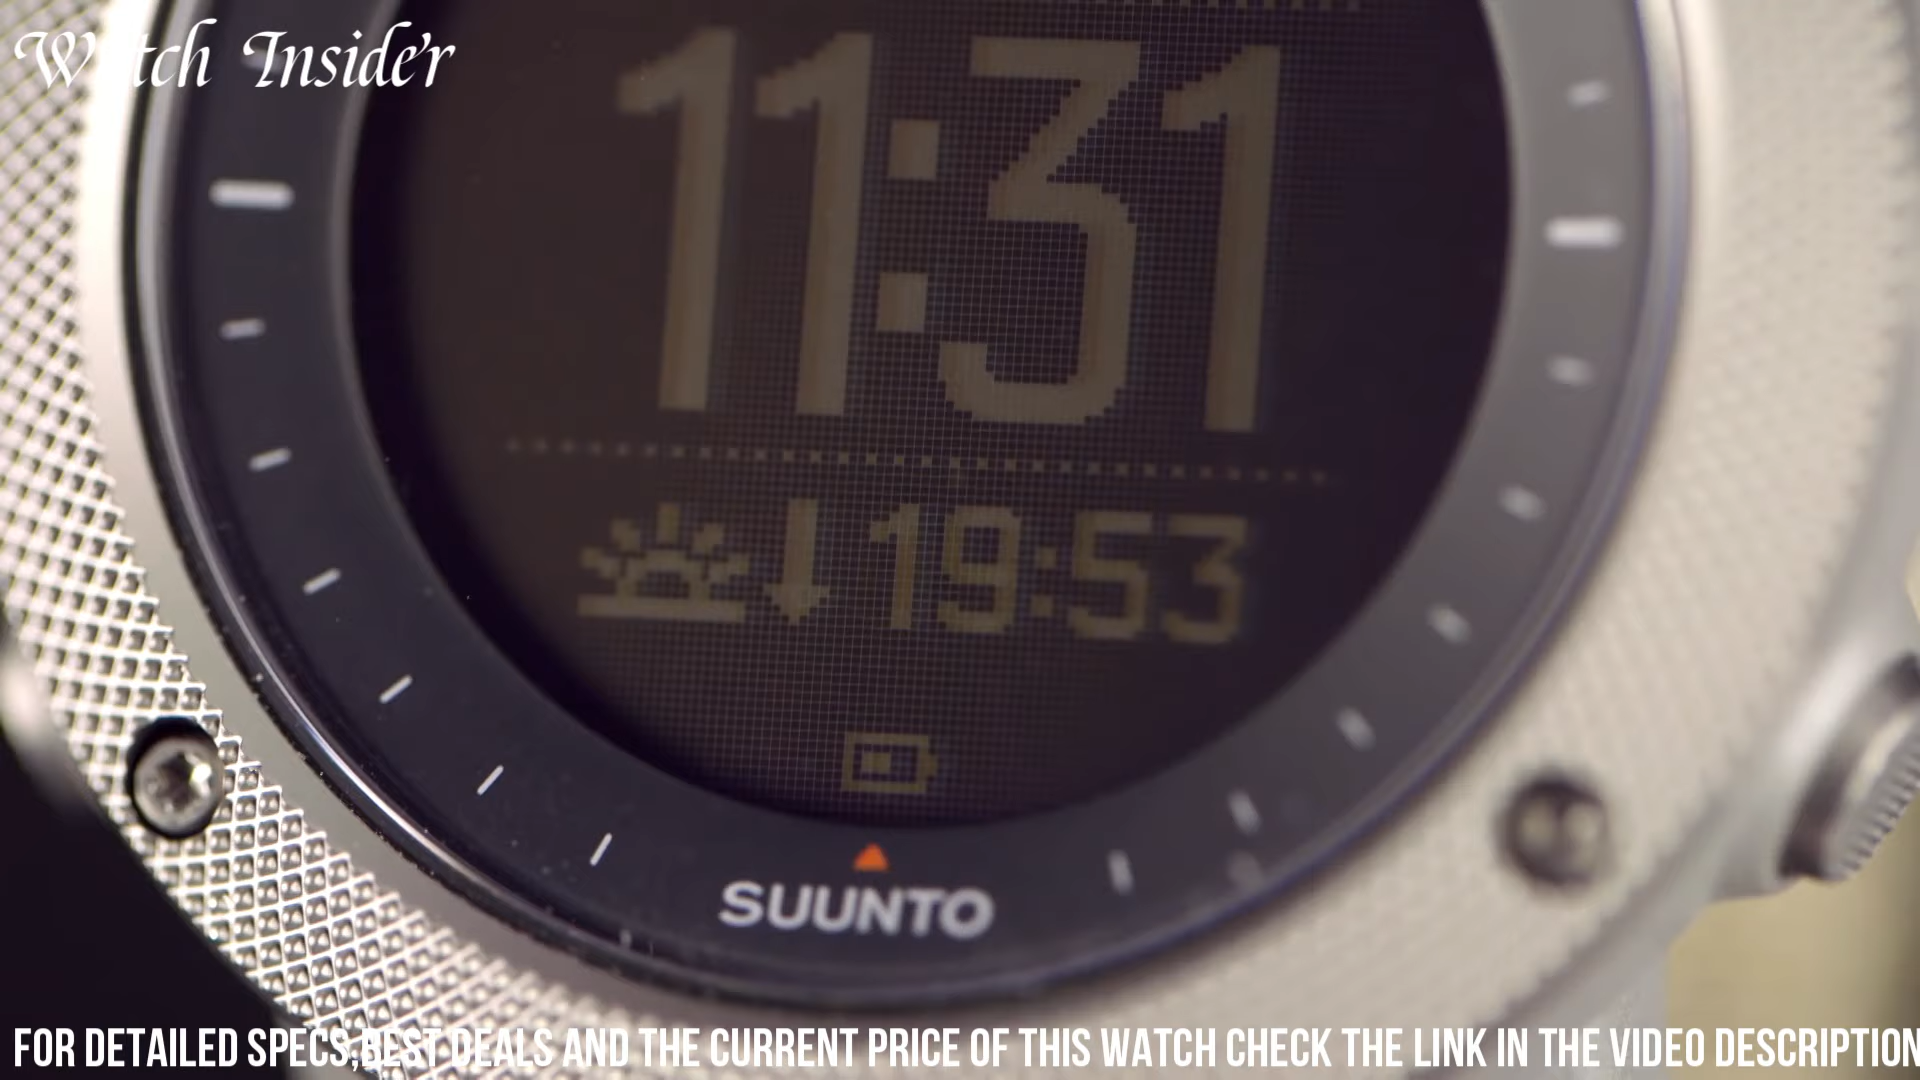 Watch Insider
11:31
19:53
SUUNTO
FOR DETAILED SPECS,BEST DEALS AND THE CURRENT PRICE OF THIS WATCH CHECK THE LINK IN THE VIDEO DESCRIPTION